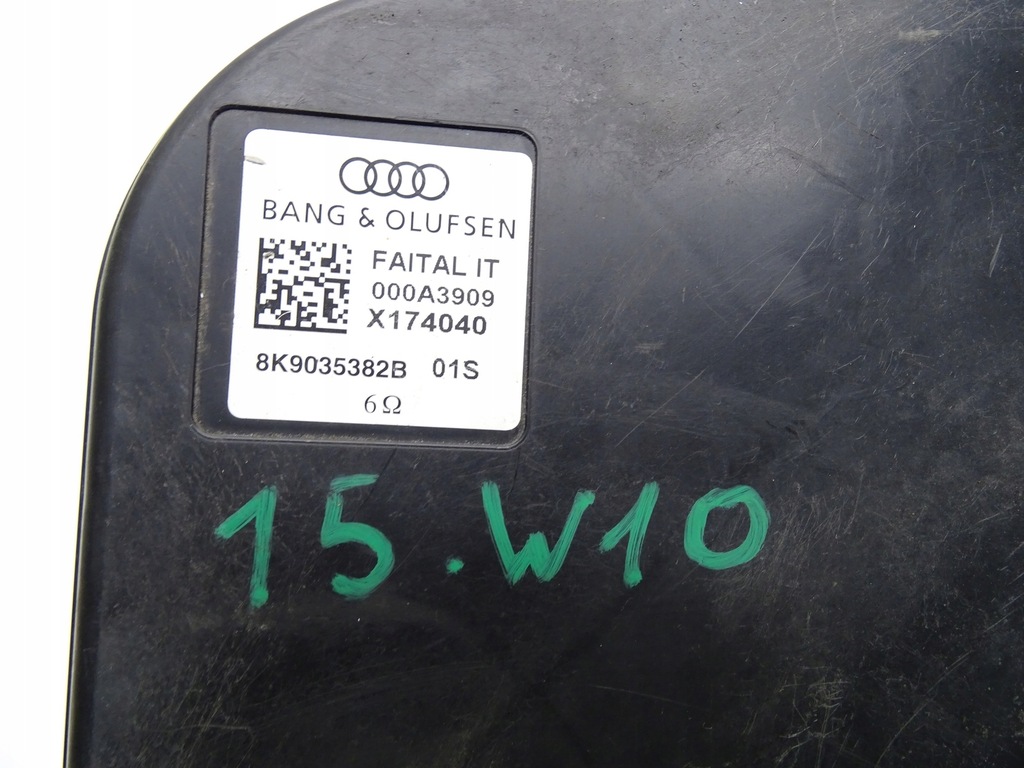 BANG & OLUFSEN
FAITAL IT
000A3909
X174040
8K9035382B 01S
6Ω
15.W10